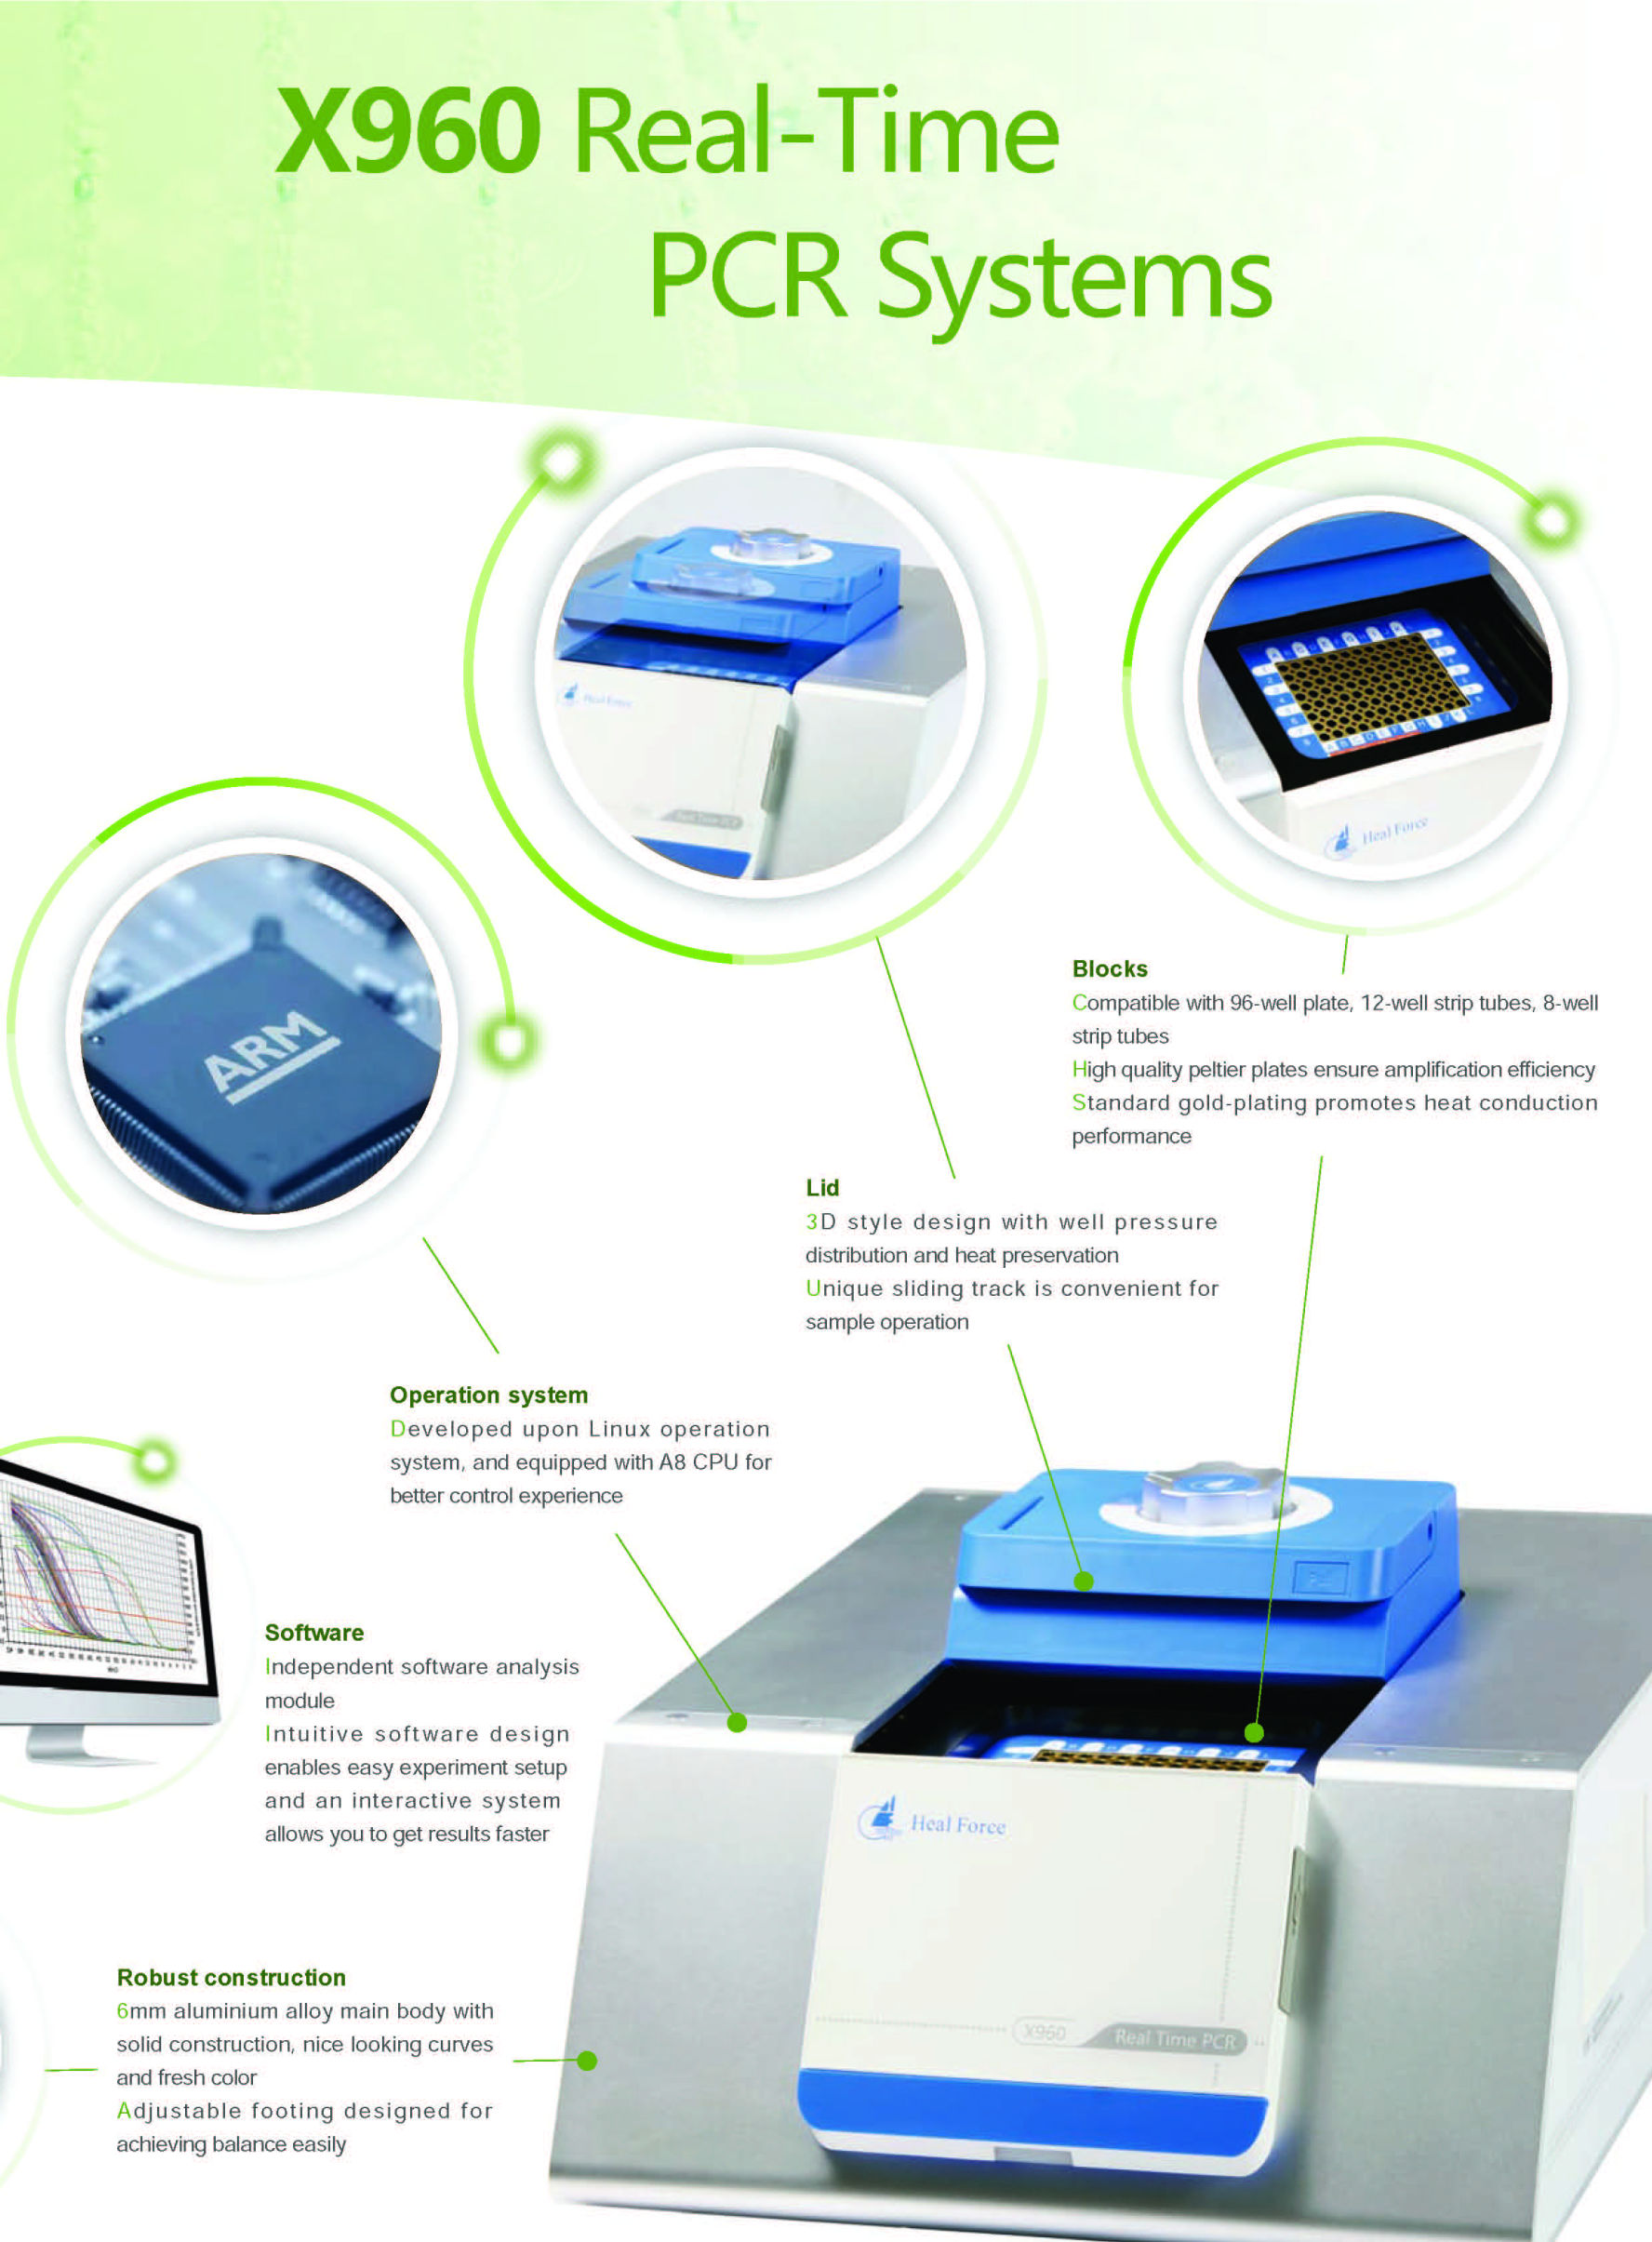 X960 Real-Time
PCR Systems
Heal Force
Real Time PCR
Heal Force
ARM
Blocks
Compatible with 96-well plate, 12-well strip tubes, 8-well
strip tubes
High quality peltier plates ensure amplification efficiency
Standard gold-plating promotes heat conduction
performance
Lid
3D style design with well pressure
distribution and heat preservation
Unique sliding track is convenient for
sample operation
Operation system
Developed upon Linux operation
system, and equipped with A8 CPU for
better control experience
Software
Independent software analysis
module
Intuitive software design
enables easy experiment setup
and an interactive system
allows you to get results faster
Heal Force
X960 Real Time PCR
Robust construction
6mm aluminium alloy main body with
solid construction, nice looking curves
and fresh color
Adjustable footing designed for
achieving balance easily